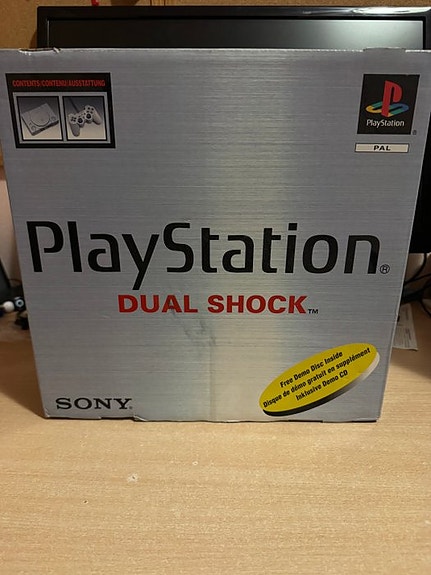 CONTENTS/CONTENU/AUSSTATTUNG
PlayStation
®
PAL
PlayStation®
DUAL SHOCK™
Free Demo Disc Inside
Disque de démo gratuit en supplément
Inklusive Demo CD
SONY®